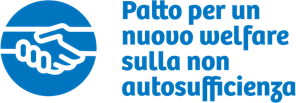 Patto per un
nuovo welfare
sulla non
autosufficienza